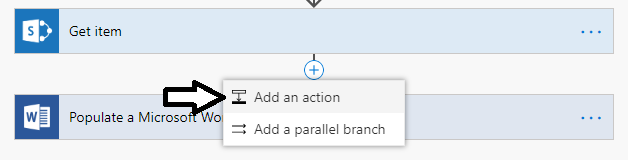 Get item
Add an action
Populate a Microsoft Wo
Add a parallel branch